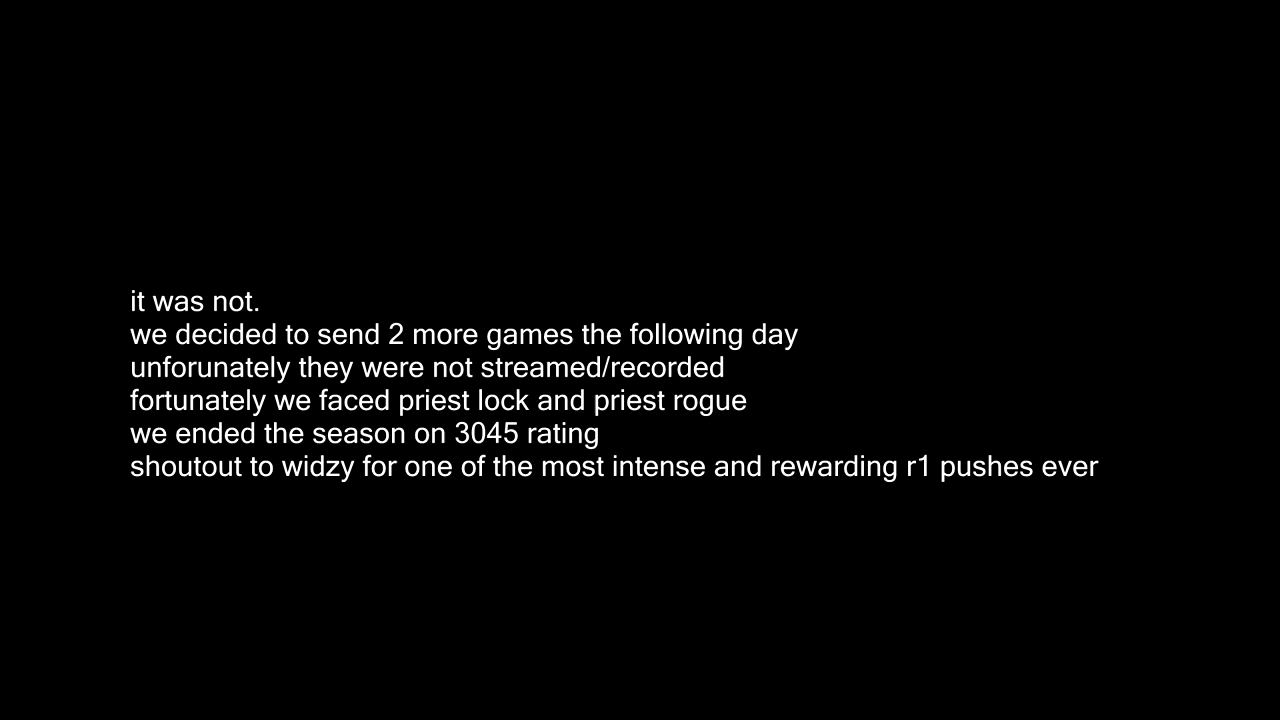 it was not.
we decided to send 2 more games the following day
unforunately they were not streamed/recorded
fortunately we faced priest lock and priest rogue
we ended the season on 3045 rating
shoutout to widzy for one of the most intense and rewarding r1 pushes ever